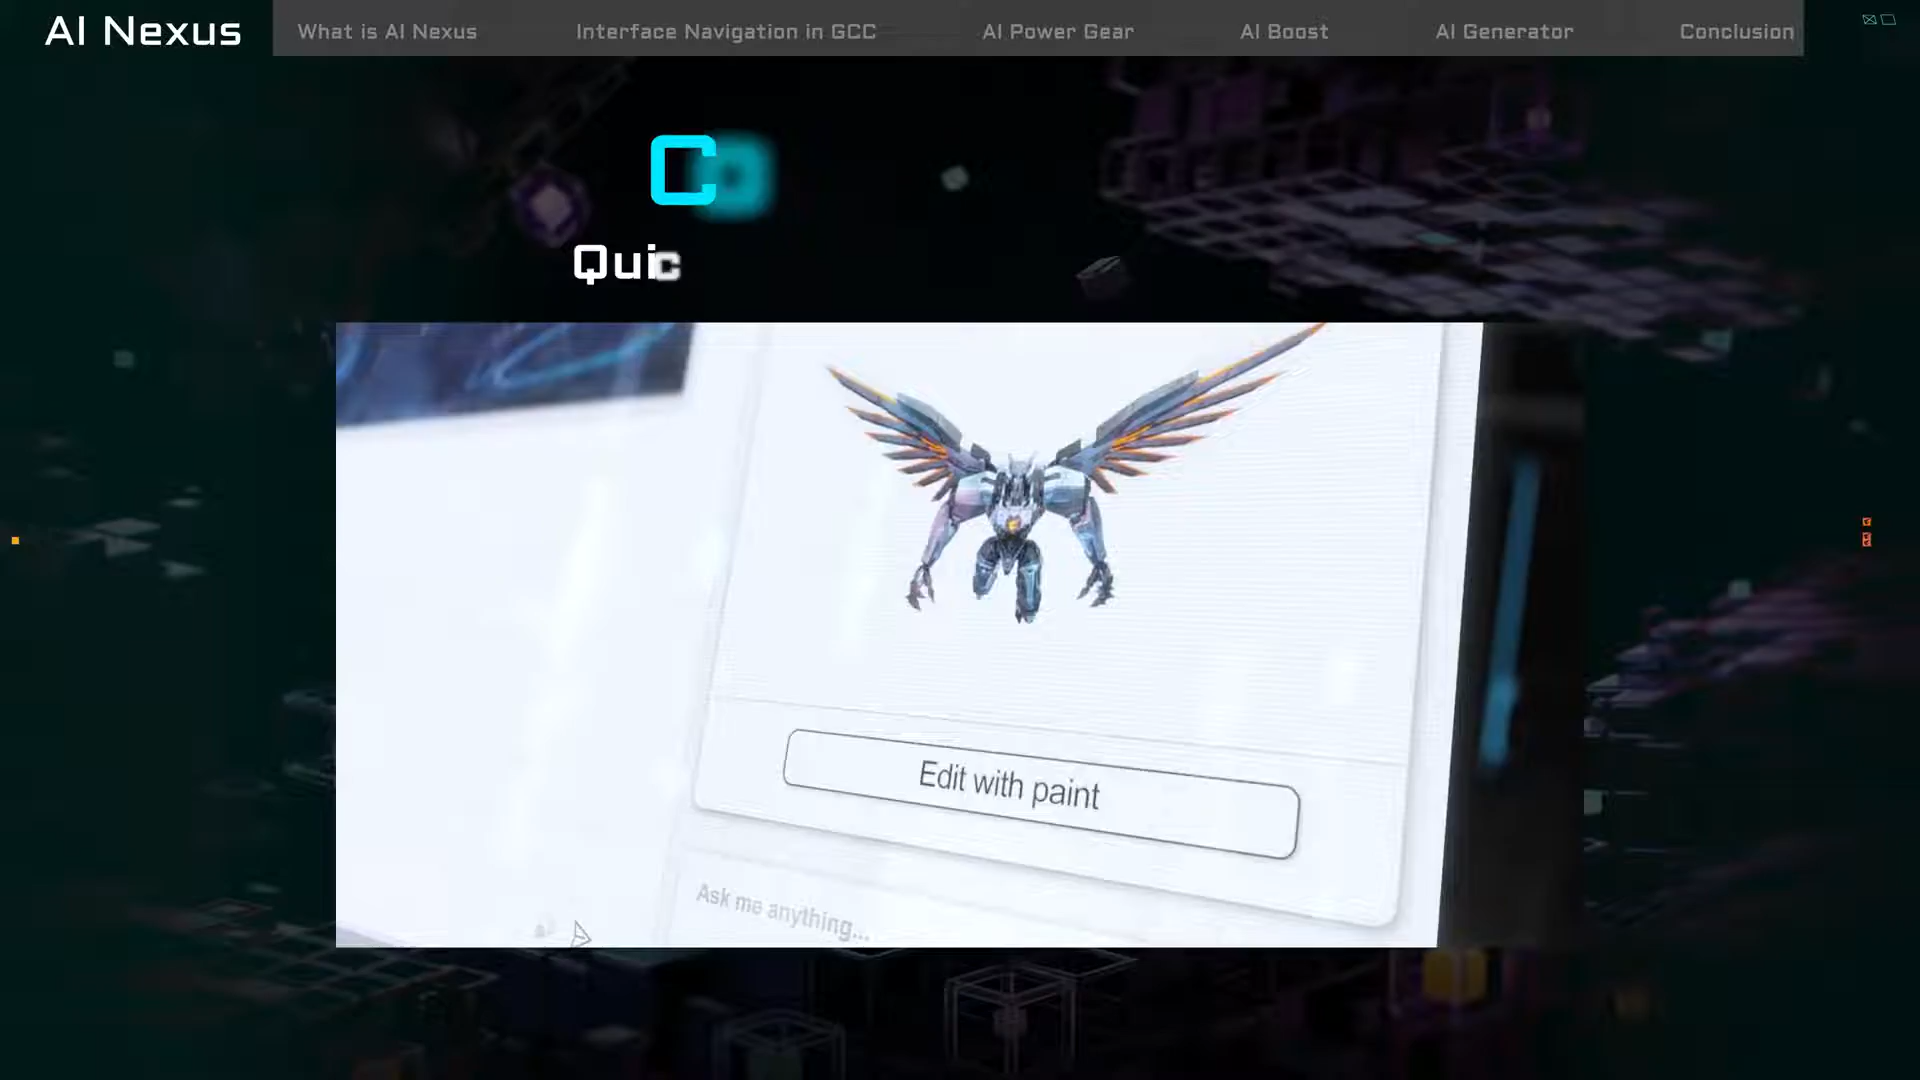 AI Nexus
What is AI Nexus
Interface Navigation in GCC
AI Power Gear
AI Boost
AI Generator
Conclusion
Co
Quic
Edit with paint
Ask me anything...